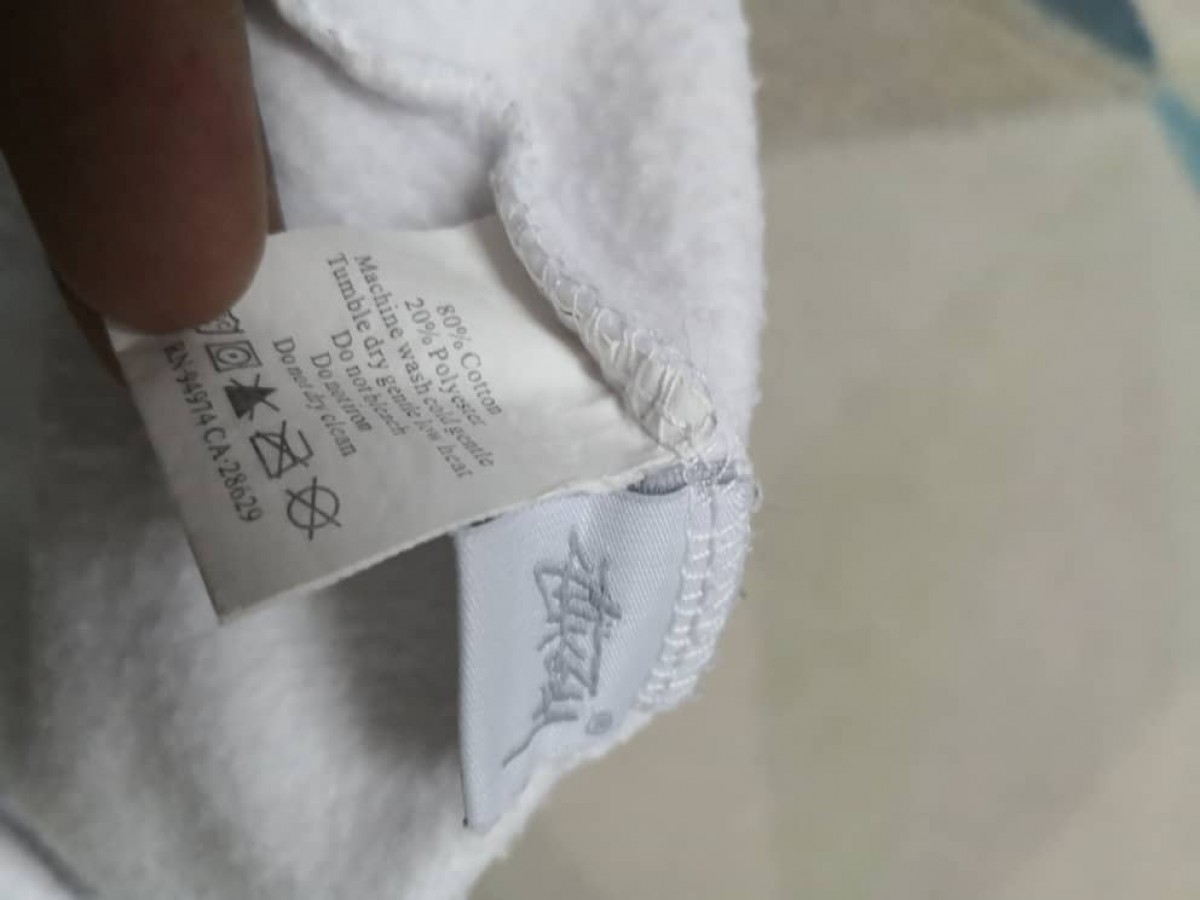 80% Cotton
20% Polyester
Machine wash cold gentle
Tumble dry gentle low heat
Do not bleach
Do not iron
Do not dry clean
RN 94974 CA 28629
Stüssy
®